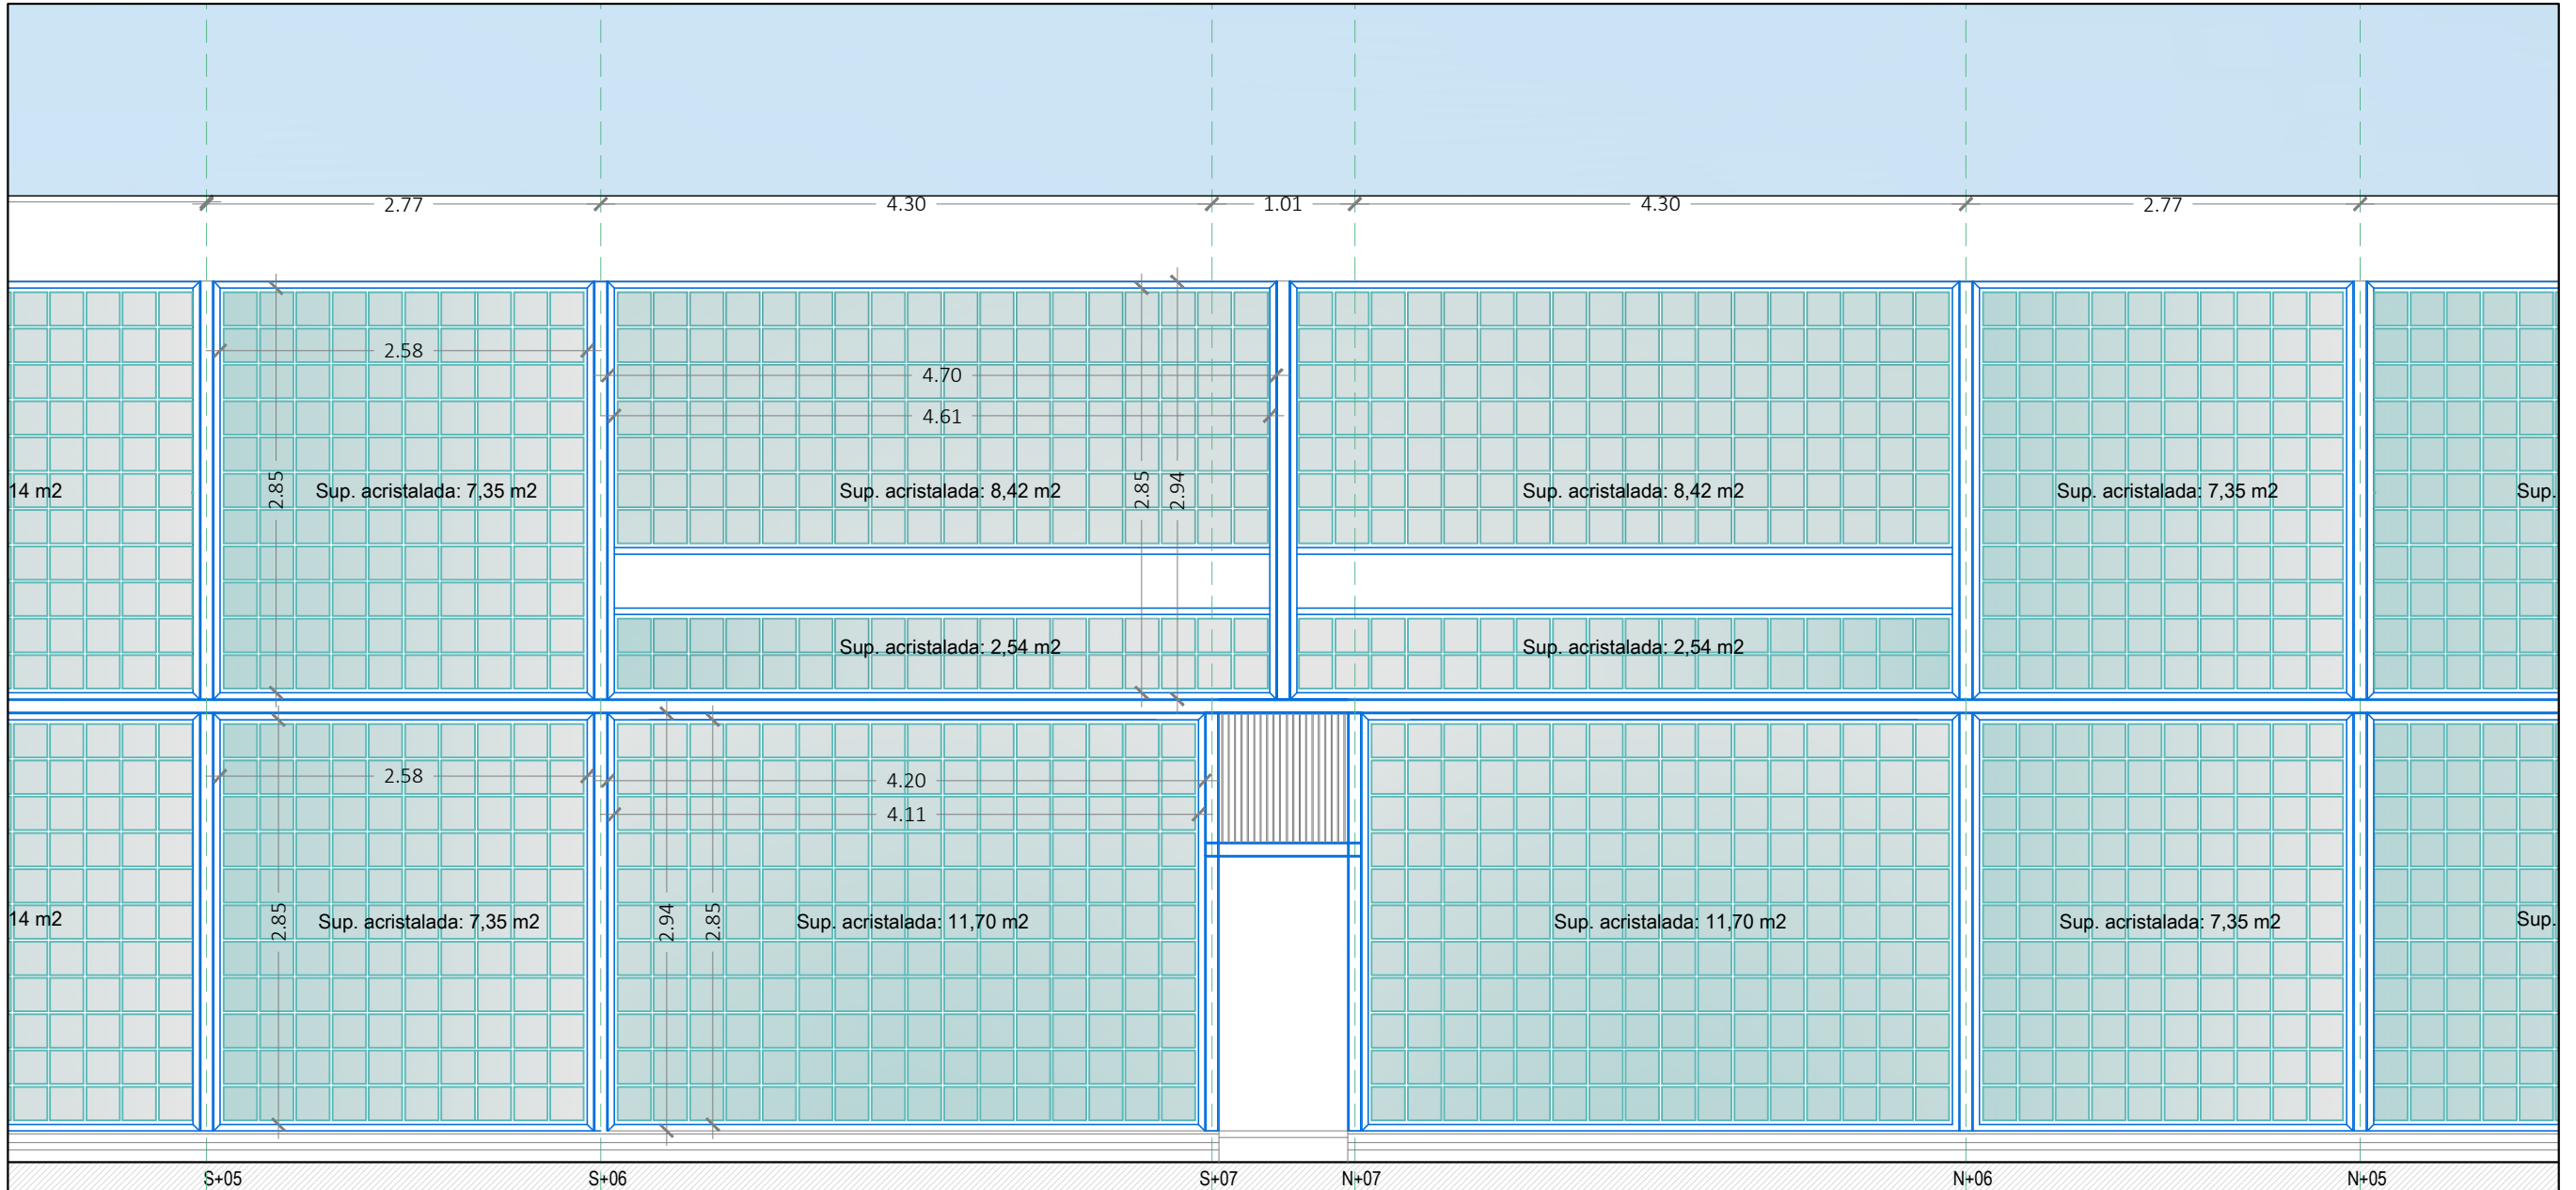 2.77 4.30 1.01 4.30 2.77
2.58
4.70
4.61
14 m2 2.85 Sup. acristalada: 7,35 m2 Sup. acristalada: 8,42 m2 2.85 2.94 Sup. acristalada: 8,42 m2 Sup. acristalada: 7,35 m2 Sup.
Sup. acristalada: 2,54 m2 Sup. acristalada: 2,54 m2
2.58 4.20
4.11
14 m2 2.85 Sup. acristalada: 7,35 m2 2.94 2.85 Sup. acristalada: 11,70 m2 Sup. acristalada: 11,70 m2 Sup. acristalada: 7,35 m2 Sup.
S+05 S+06 S+07 N+07 N+06 N+05